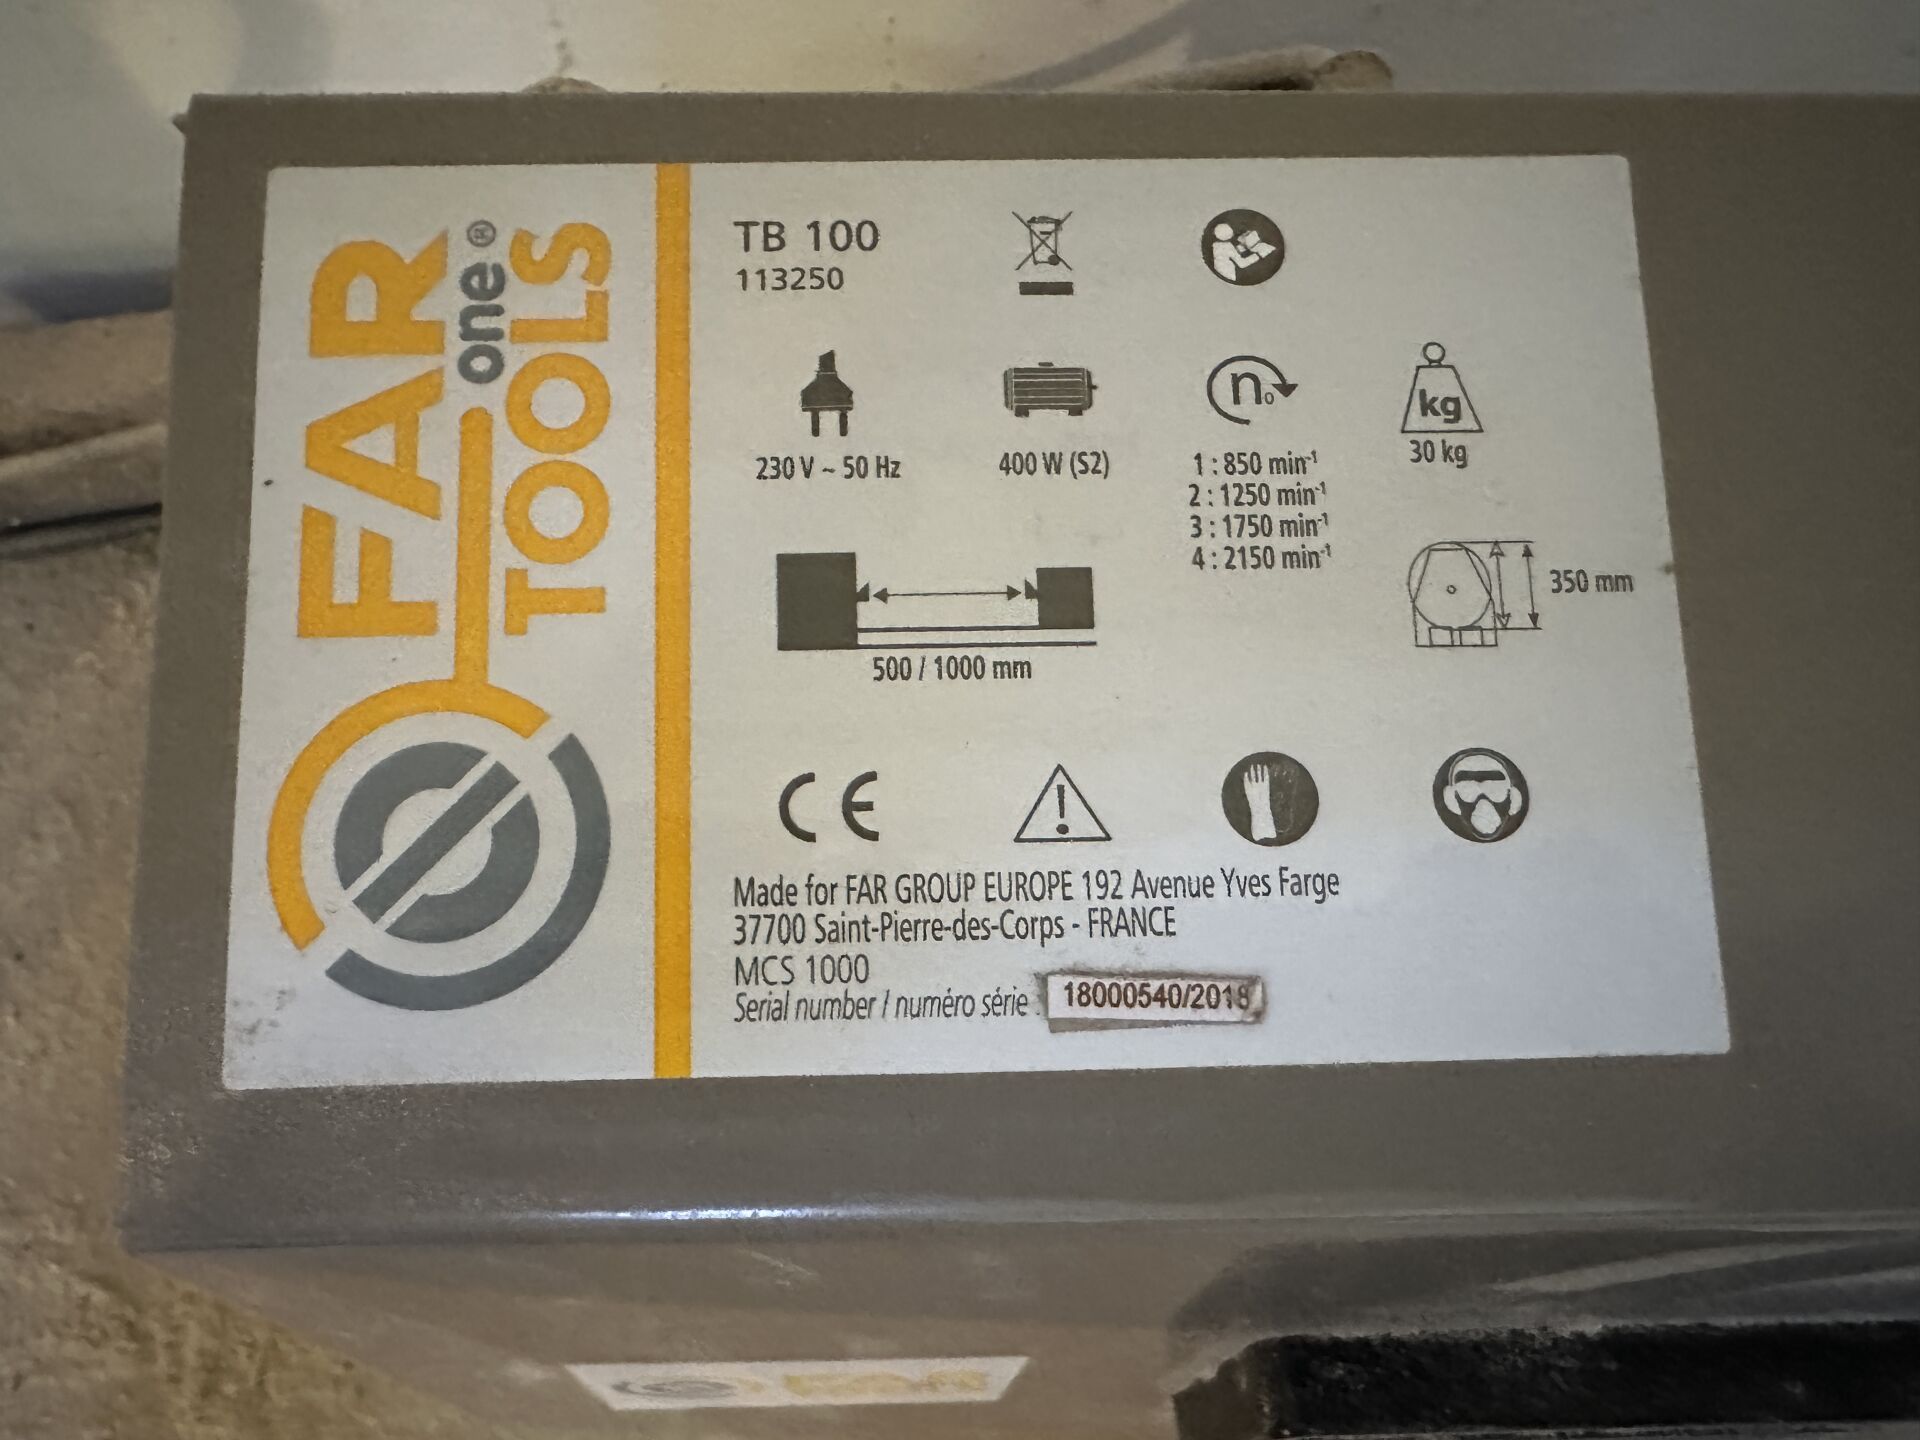 FAR
one®
TOOLS
TB 100
113250
230 V ~ 50 Hz
400 W (S2)
n₀
1 : 850 min⁻¹
2 : 1250 min⁻¹
3 : 1750 min⁻¹
4 : 2150 min⁻¹
kg
30 kg
500 / 1000 mm
350 mm
CE
Made for FAR GROUP EUROPE 192 Avenue Yves Farge
37700 Saint-Pierre-des-Corps - FRANCE
MCS 1000
Serial number / numéro série : 18000540/2018
FAR